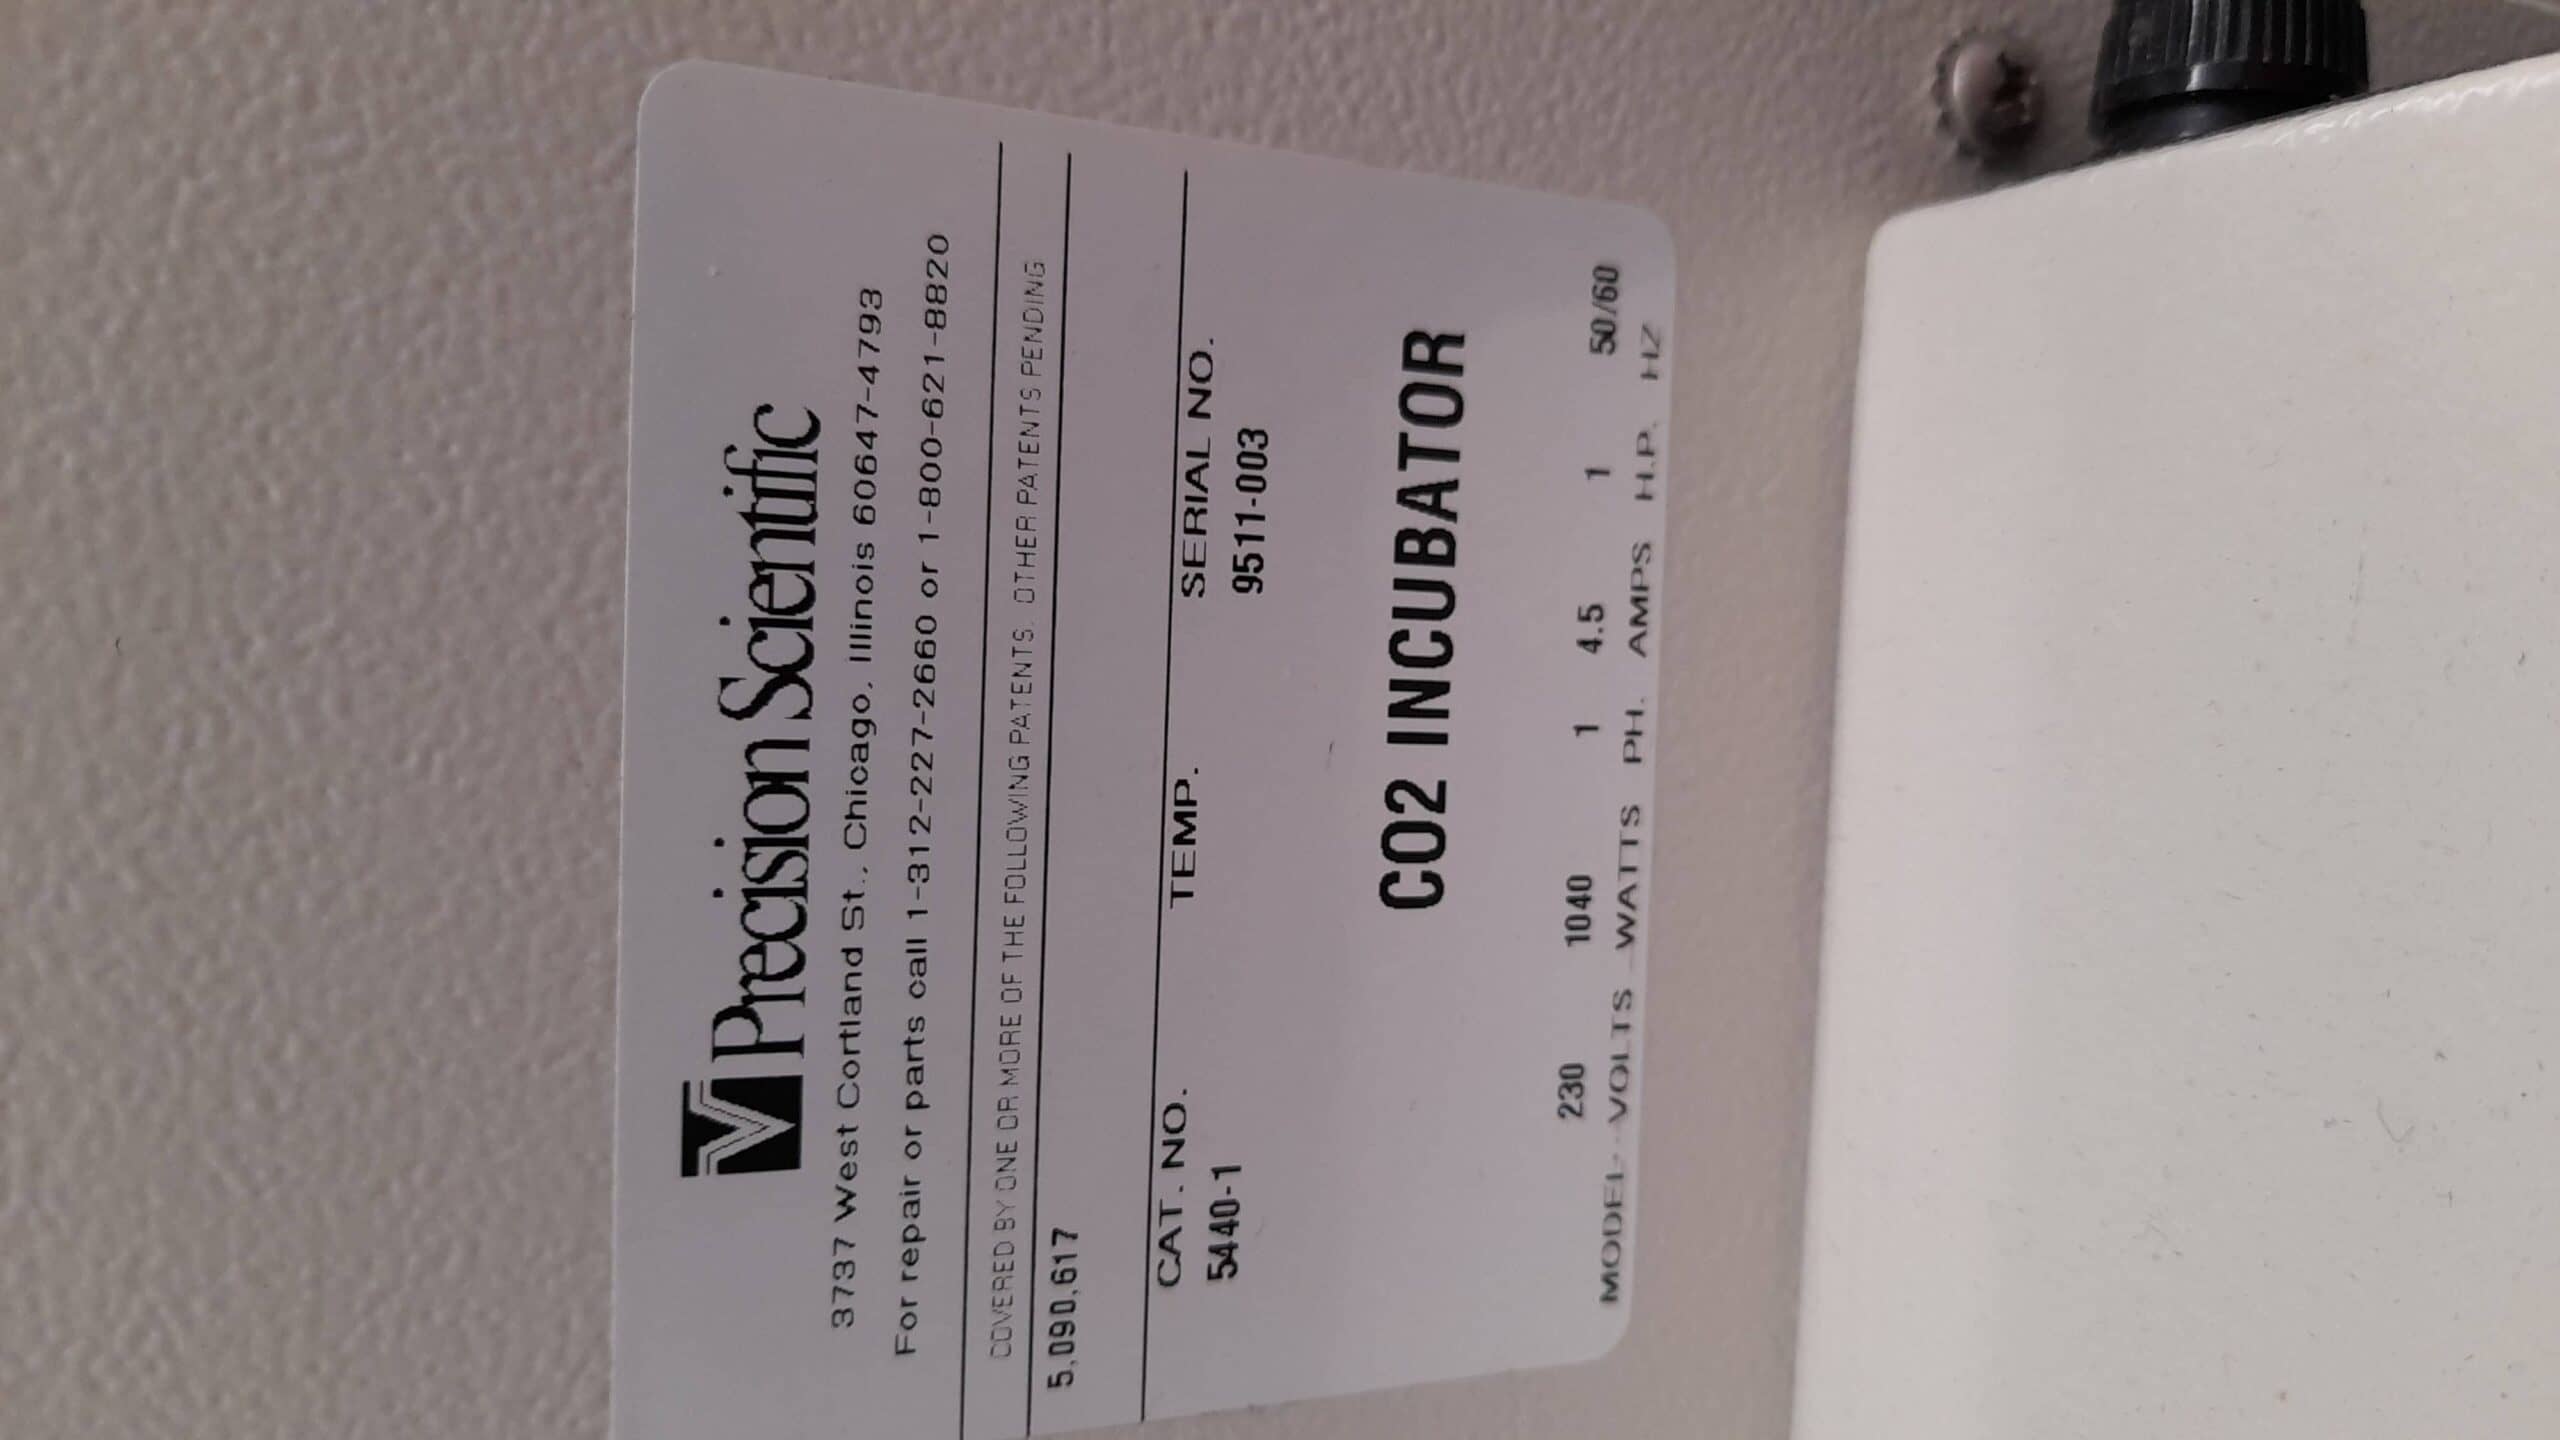 Precision Scientific
3737 West Cortland St., Chicago, Illinois 60647-4793
For repair or parts call 1-312-227-2660 or 1-800-621-8820
COVERED BY ONE OR MORE OF THE FOLLOWING PATENTS. OTHER PATENTS PENDING
5,090,617
CAT. NO. TEMP. SERIAL NO.
5440-1 9511-003
CO2 INCUBATOR
230 1040 1 4.5 1 50/60
MODEL VOLTS WATTS PH. AMPS H.P. HZ